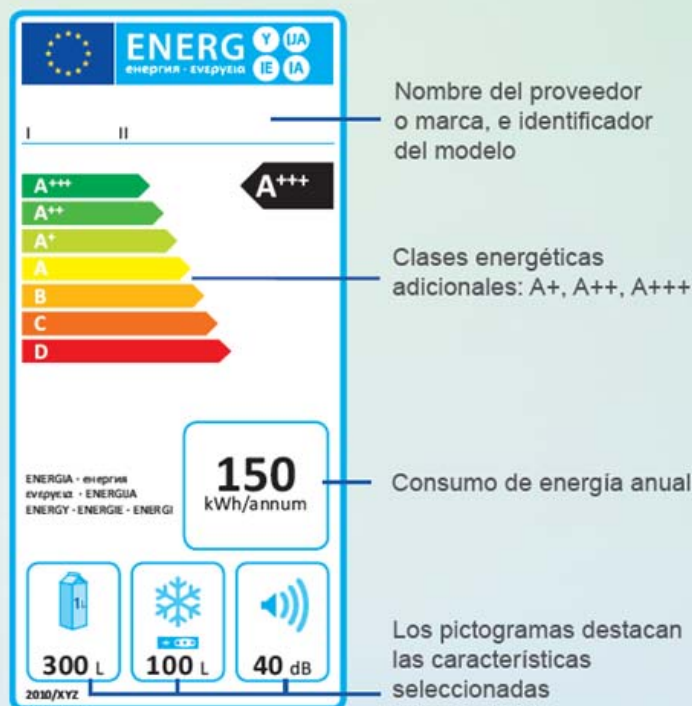 ENERG Y IJA
енергия · ενεργεια IE IA
Nombre del proveedor
o marca, e identificador
del modelo
I II
A+++ A+++
A++
A+
A
B
C
D
Clases energéticas
adicionales: A+, A++, A+++
ENERGIA · енергия
ενεργεια · ENERGIJA
ENERGY · ENERGIE · ENERGI
150
kWh/annum
Consumo de energía anual
1L
300 L
100 L
40 dB
Los pictogramas destacan
las características
seleccionadas
2010/XYZ